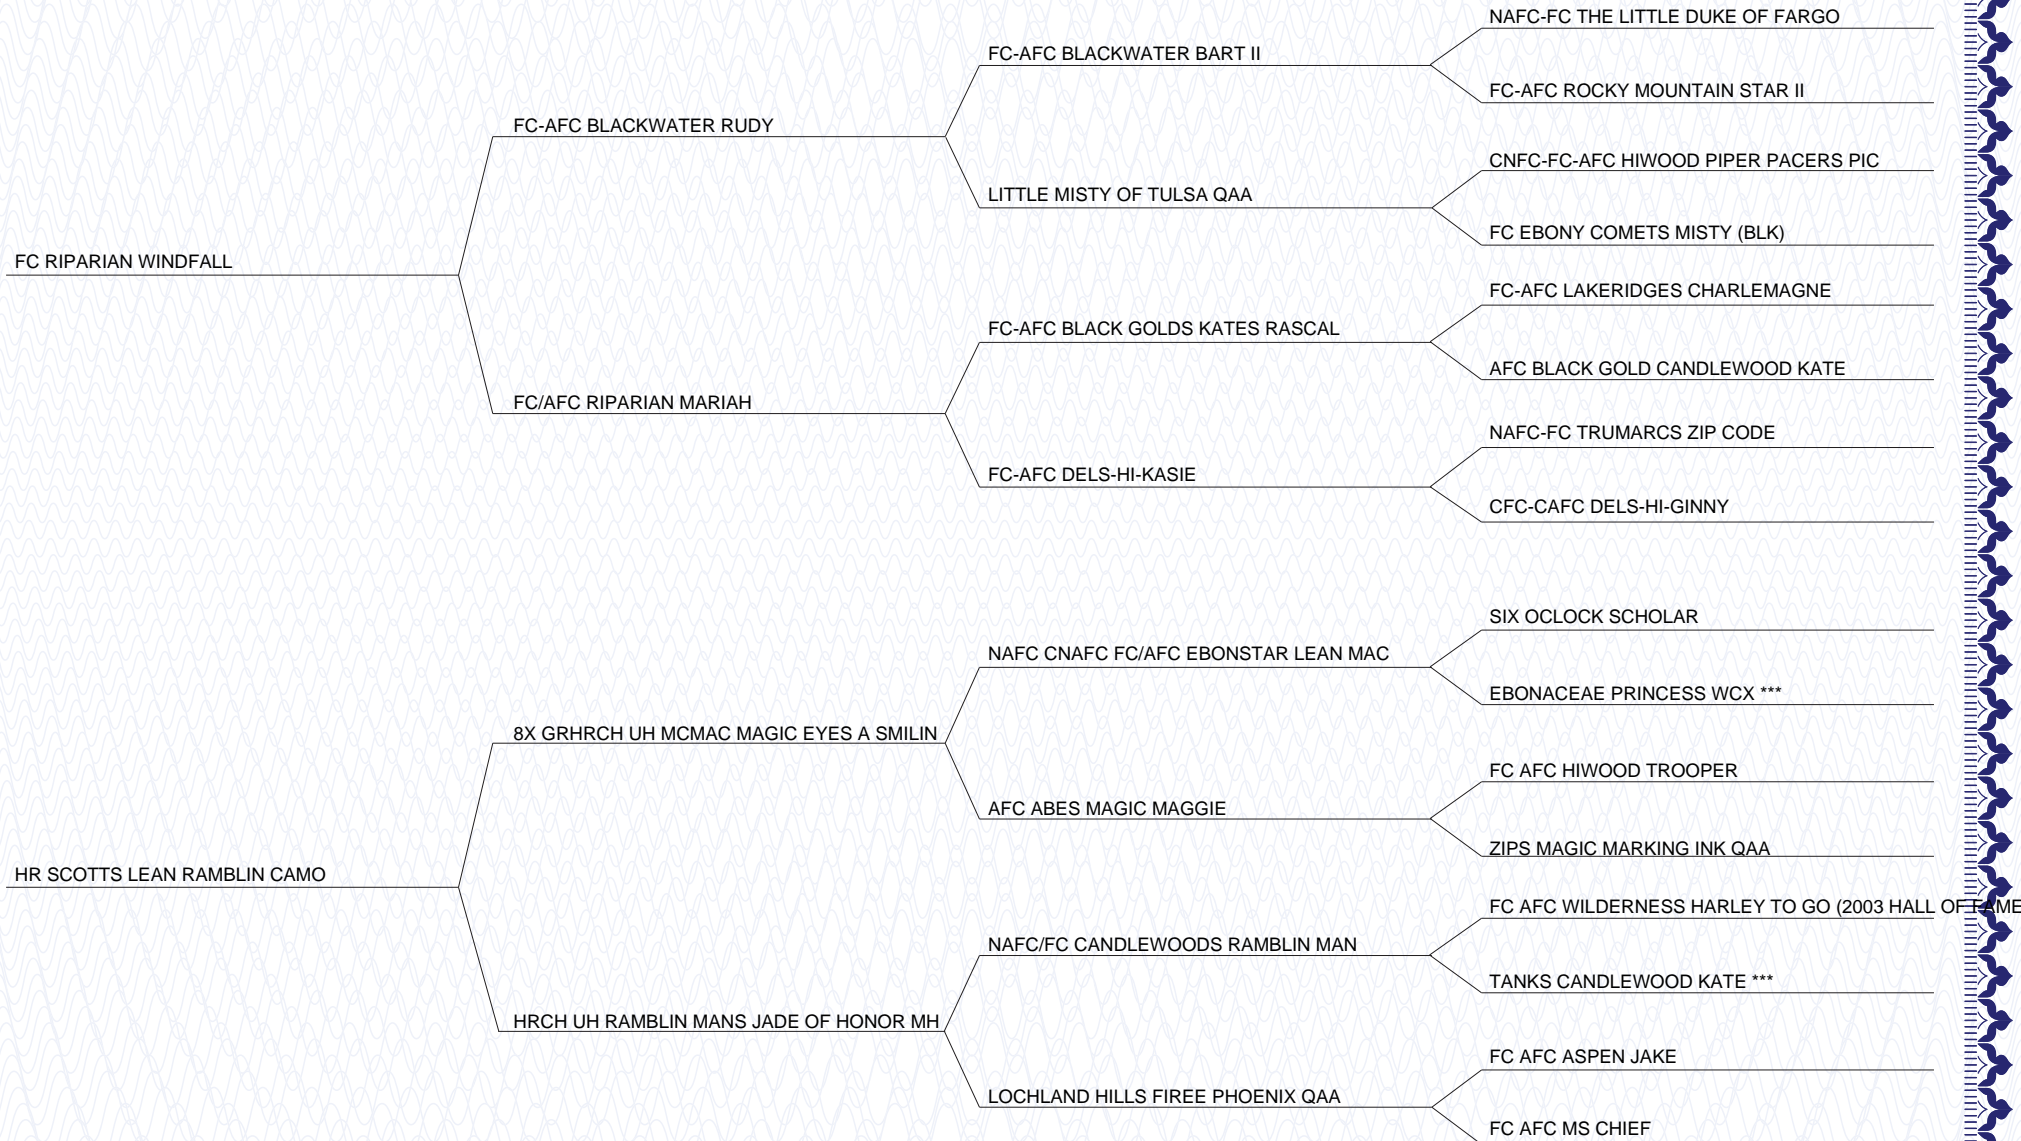 NAFC-FC THE LITTLE DUKE OF FARGO
FC-AFC BLACKWATER BART II
FC-AFC ROCKY MOUNTAIN STAR II
FC-AFC BLACKWATER RUDY
CNFC-FC-AFC HIWOOD PIPER PACERS PIC
LITTLE MISTY OF TULSA QAA
FC EBONY COMETS MISTY (BLK)
FC RIPARIAN WINDFALL
FC-AFC LAKERIDGES CHARLEMAGNE
FC-AFC BLACK GOLDS KATES RASCAL
AFC BLACK GOLD CANDLEWOOD KATE
FC/AFC RIPARIAN MARIAH
NAFC-FC TRUMARCS ZIP CODE
FC-AFC DELS-HI-KASIE
CFC-CAFC DELS-HI-GINNY
SIX OCLOCK SCHOLAR
NAFC CNAFC FC/AFC EBONSTAR LEAN MAC
EBONACEAE PRINCESS WCX ***
8X GRHRCH UH MCMAC MAGIC EYES A SMILIN
FC AFC HIWOOD TROOPER
AFC ABES MAGIC MAGGIE
ZIPS MAGIC MARKING INK QAA
HR SCOTTS LEAN RAMBLIN CAMO
FC AFC WILDERNESS HARLEY TO GO (2003 HALL OF FAME
NAFC/FC CANDLEWOODS RAMBLIN MAN
TANKS CANDLEWOOD KATE ***
HRCH UH RAMBLIN MANS JADE OF HONOR MH
FC AFC ASPEN JAKE
LOCHLAND HILLS FIREE PHOENIX QAA
FC AFC MS CHIEF